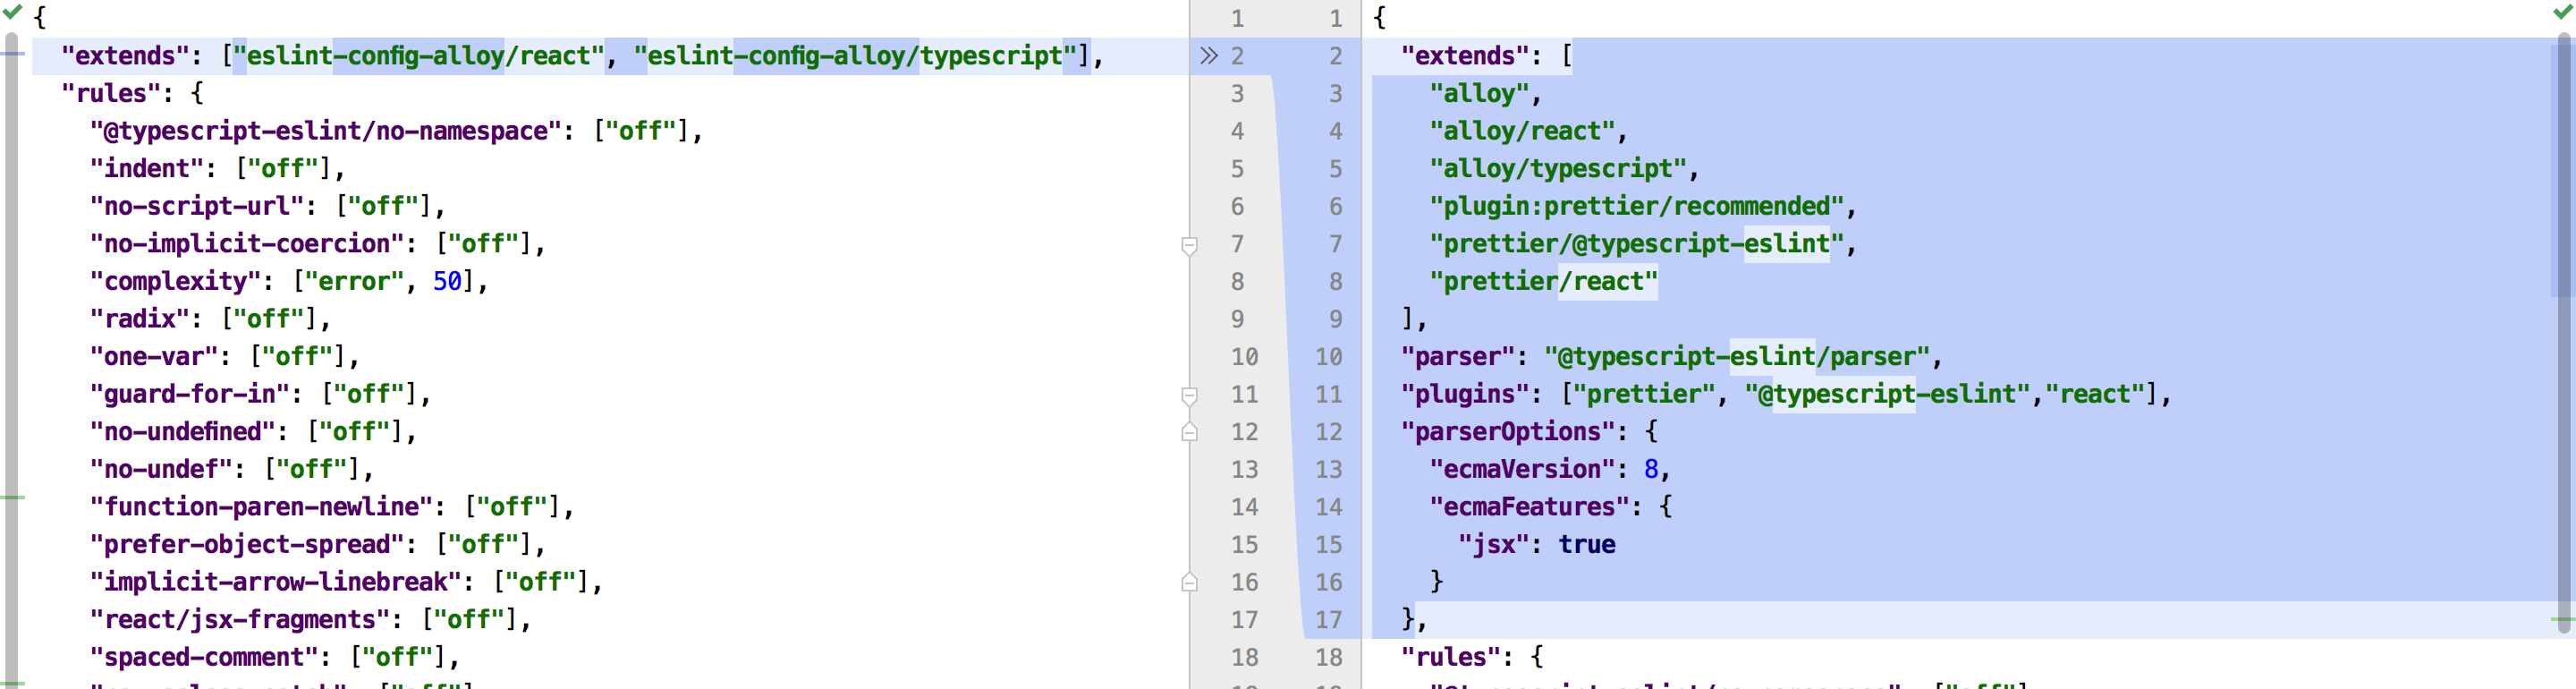 {
"extends": ["eslint-config-alloy/react", "eslint-config-alloy/typescript"],
"rules": {
"@typescript-eslint/no-namespace": ["off"],
"indent": ["off"],
"no-script-url": ["off"],
"no-implicit-coercion": ["off"],
"complexity": ["error", 50],
"radix": ["off"],
"one-var": ["off"],
"guard-for-in": ["off"],
"no-undefined": ["off"],
"no-undef": ["off"],
"function-paren-newline": ["off"],
"prefer-object-spread": ["off"],
"implicit-arrow-linebreak": ["off"],
"react/jsx-fragments": ["off"],
"spaced-comment": ["off"],
1 1
2 2
3 3
4 4
5 5
6 6
7 7
8 8
9 9
10 10
11 11
12 12
13 13
14 14
15 15
16 16
17 17
18 18
{
"extends": [
"alloy",
"alloy/react",
"alloy/typescript",
"plugin:prettier/recommended",
"prettier/@typescript-eslint",
"prettier/react"
],
"parser": "@typescript-eslint/parser",
"plugins": ["prettier", "@typescript-eslint","react"],
"parserOptions": {
"ecmaVersion": 8,
"ecmaFeatures": {
"jsx": true
}
},
"rules": {